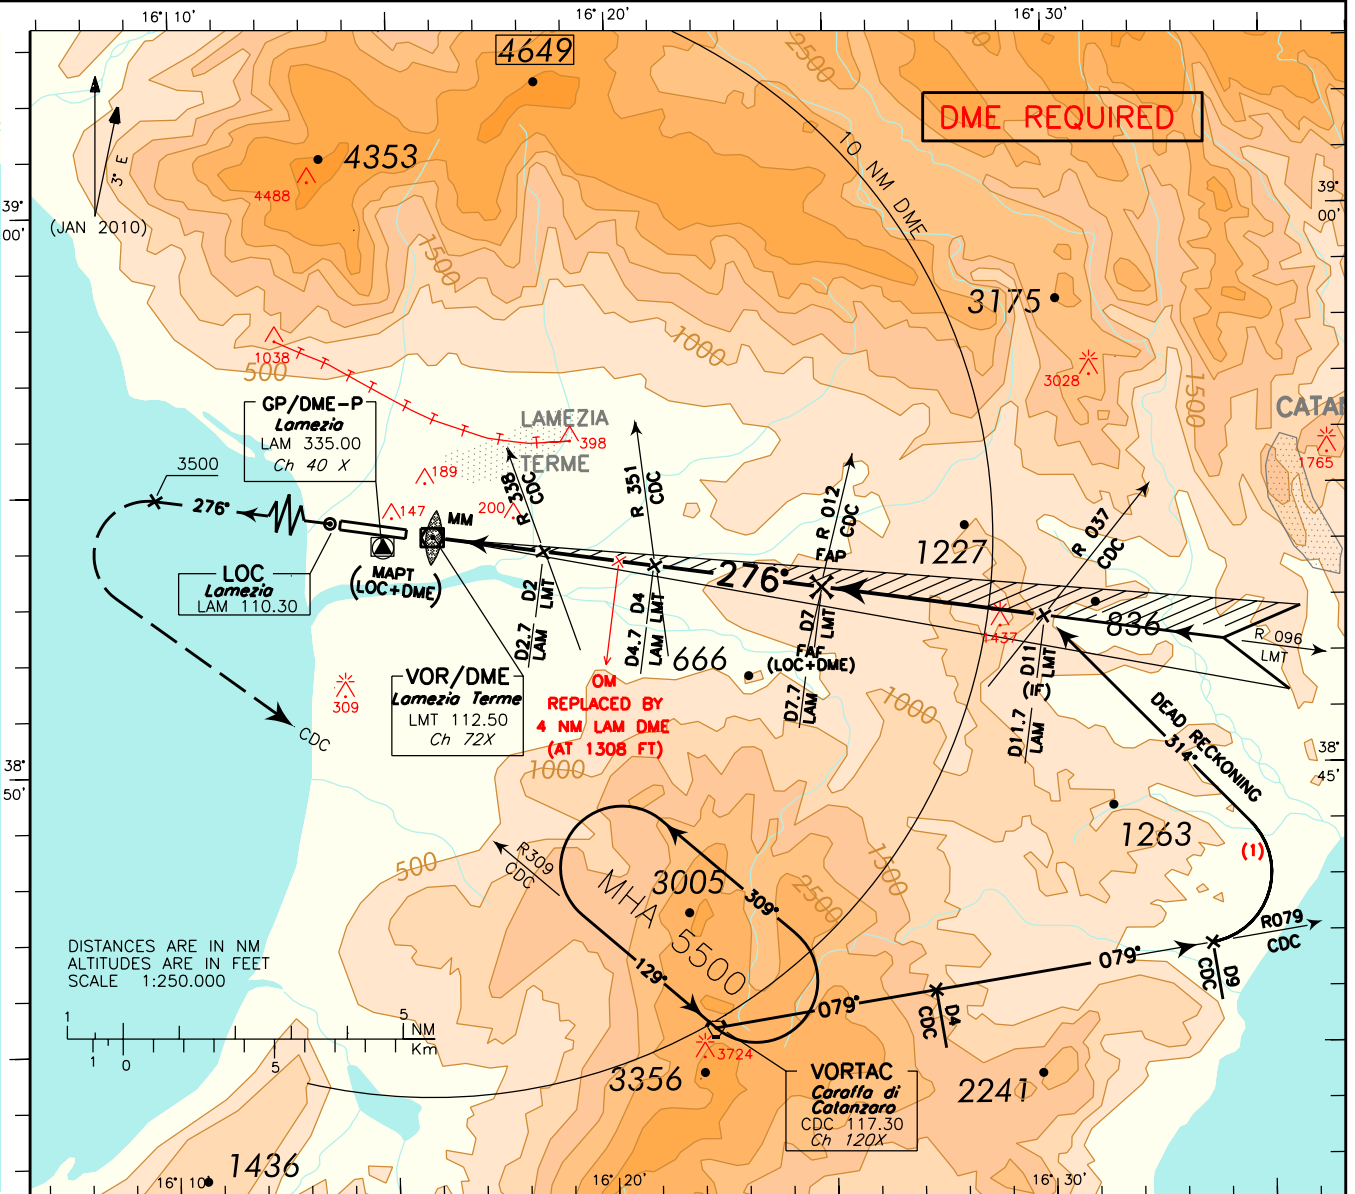 16° 10'
16° 20'
16° 30'
4649
2500
DME REQUIRED
10 NM DME
3° E
(JAN 2010)
4353
4488
39°
00'
39°
00'
1500
3175
1000
3028
1500
1038
500
GP/DME-P
Lamezia
LAM 335.00
Ch 40 X
LAMEZIA
TERME
398
CATAN
1765
3500
276°
189
147
200
MM
R 338
CDC
R 351
CDC
R 012
CDC
FAP
1227
R 037
CDC
LOC
Lamezia
LAM 110.30
MAPT
(LOC+DME)
276°
D2
LMT
D2.7
LAM
D4
LMT
D4.7
LAM
D7
LMT
FAF
(LOC+DME)
D7.7
LAM
1437
D11
LMT
(IF)
D11.7
LAM
836
R 096
LMT
666
309
CDC
VOR/DME
Lamezia Terme
LMT 112.50
Ch 72X
OM
REPLACED BY
4 NM LAM DME
(AT 1308 FT)
1000
1000
DEAD RECKONING
314°
38°
50'
38°
45'
1263
(1)
500
R309
CDC
MHA 5500
3005
309°
2500
1500
129°
079°
079°
R079
CDC
D9
CDC
D4
CDC
DISTANCES ARE IN NM
ALTITUDES ARE IN FEET
SCALE 1:250.000
1
5
NM
Km
1
0
5
3724
3356
VORTAC
Caraffa di
Catanzaro
CDC 117.30
Ch 120X
2241
1436
16° 10'
16° 20'
16° 30'